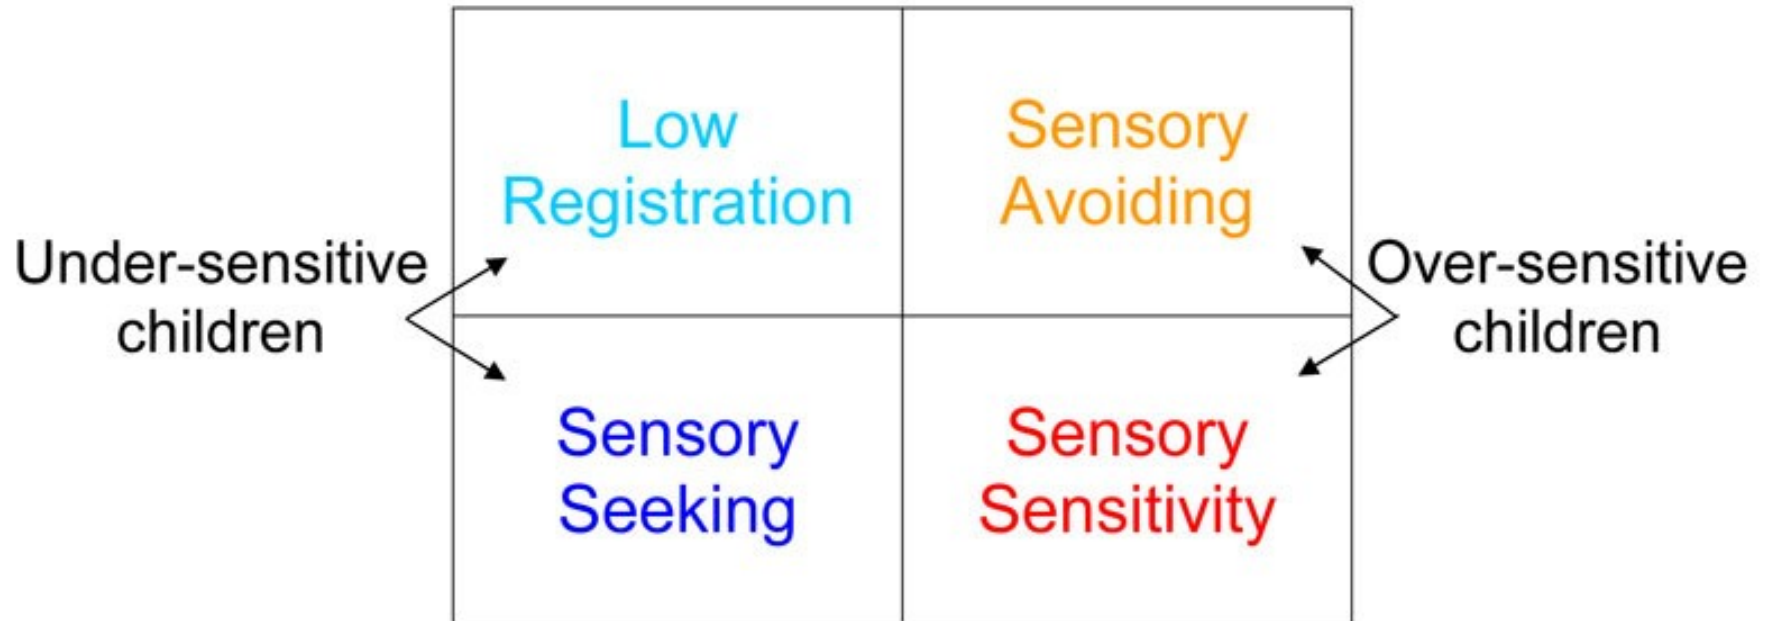 Low
Registration
Sensory
Avoiding
Under-sensitive
children
Over-sensitive
children
Sensory
Seeking
Sensory
Sensitivity